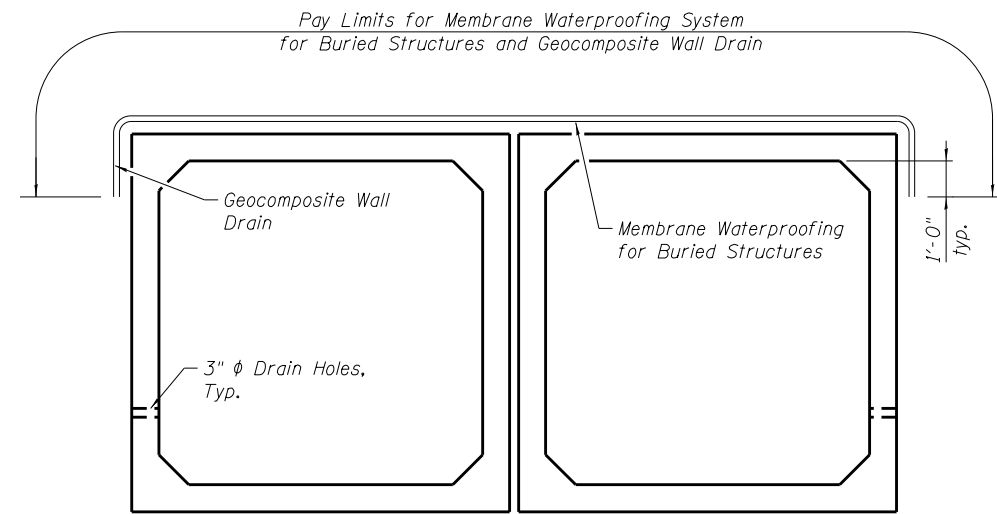 Pay Limits for Membrane Waterproofing System
for Buried Structures and Geocomposite Wall Drain
Geocomposite Wall
Drain
Membrane Waterproofing
for Buried Structures
1'-0"
typ.
3" ϕ Drain Holes,
Typ.